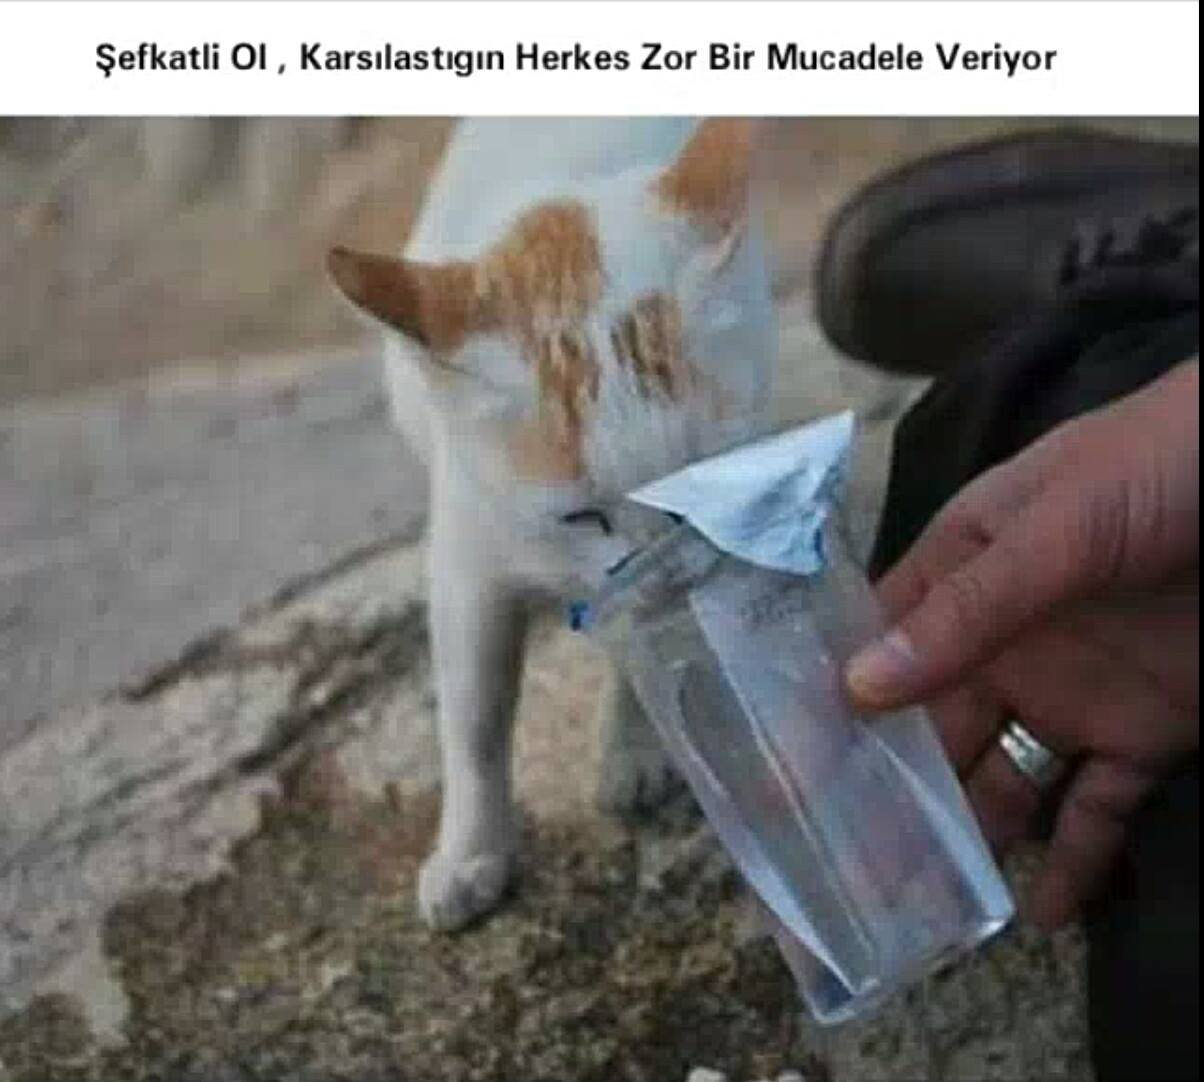 Şefkatli Ol , Karsılastıgın Herkes Zor Bir Mucadele Veriyor